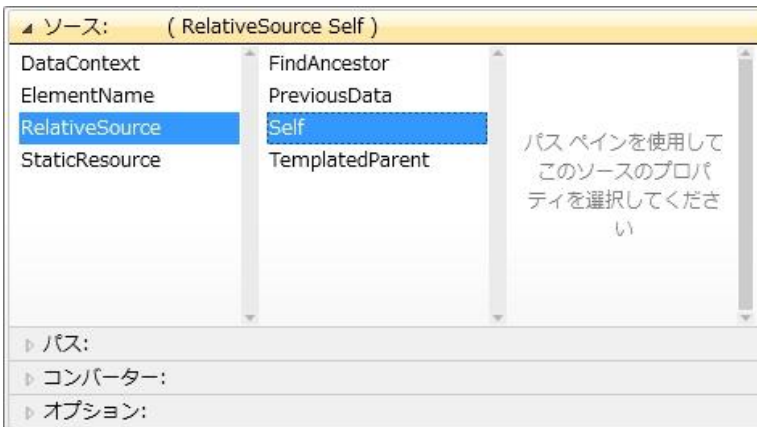 ソース: ( RelativeSource Self )
DataContext
ElementName
RelativeSource
StaticResource
FindAncestor
PreviousData
Self
TemplatedParent
パス ペインを使用して
このソースのプロパ
ティを選択してくださ
い
パス:
コンバーター:
オプション: